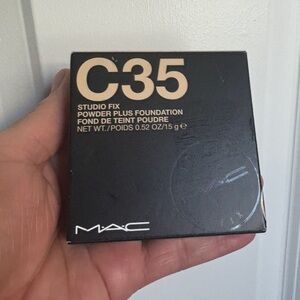 C35
STUDIO FIX
POWDER PLUS FOUNDATION
FOND DE TEINT POUDRE
NET WT./POIDS 0.52 OZ/15 g ℮
MAC